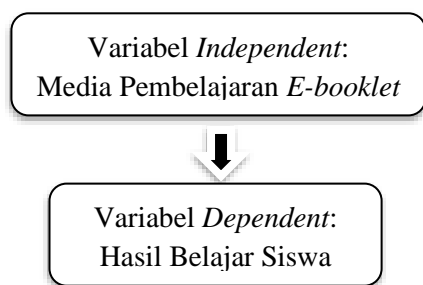 Variabel Independent:
Media Pembelajaran E-booklet
Variabel Dependent:
Hasil Belajar Siswa